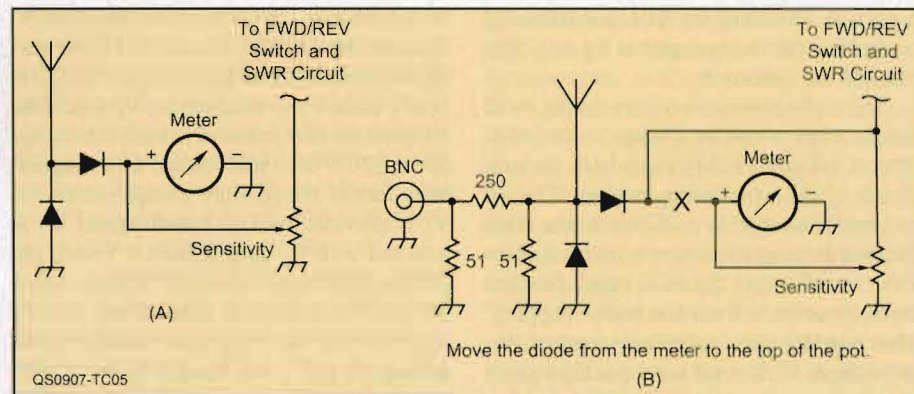 To FWD/REV
Switch and
SWR Circuit
Meter
+
−
Sensitivity
(A)
QS0907-TC05
To FWD/REV
Switch and
SWR Circuit
BNC
250
51
51
X
Meter
+
Sensitivity
Move the diode from the meter to the top of the pot.
(B)